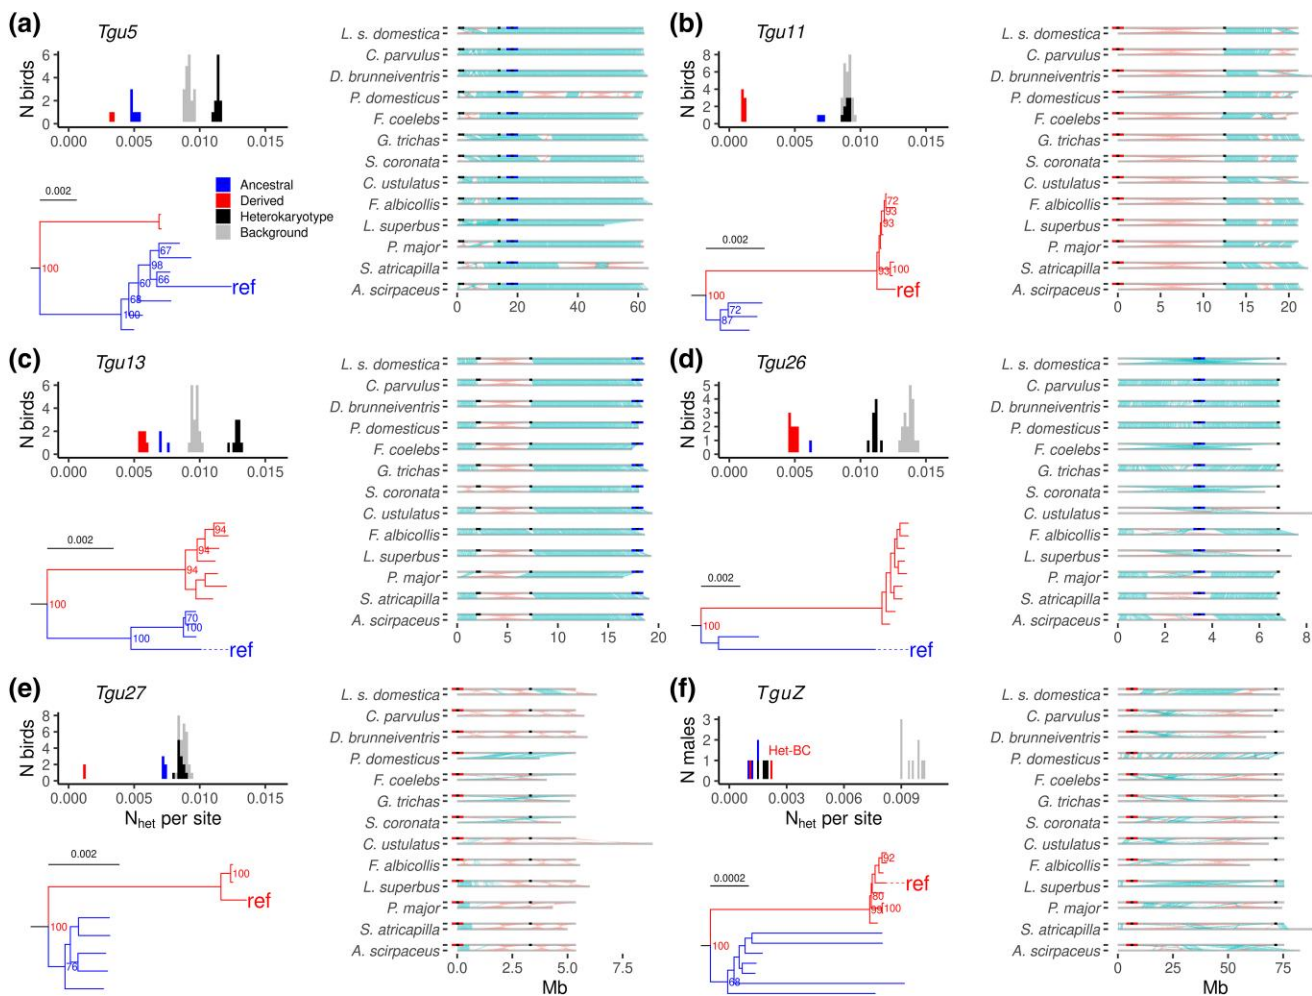 (a)
Tgu5
N birds
6
4
2
0
0.000
0.005
0.010
0.015
0.002
Ancestral
Derived
Heterokaryotype
Background
100
67
98
66
60
68
100
ref
L. s. domestica
C. parvulus
D. brunneiventris
P. domesticus
F. coelebs
G. trichas
S. coronata
C. ustulatus
F. albicollis
L. superbus
P. major
S. atricapilla
A. scirpaceus
0
20
40
60
(b)
Tgu11
N birds
8
6
4
2
0
0.000
0.005
0.010
0.015
0.002
72
93
93
100
93
ref
100
72
87
L. s. domestica
C. parvulus
D. brunneiventris
P. domesticus
F. coelebs
G. trichas
S. coronata
C. ustulatus
F. albicollis
L. superbus
P. major
S. atricapilla
A. scirpaceus
0
5
10
15
20
(c)
Tgu13
N birds
6
4
2
0
0.000
0.005
0.010
0.015
0.002
94
94
94
100
70
100
100
ref
L. s. domestica
C. parvulus
D. brunneiventris
P. domesticus
F. coelebs
G. trichas
S. coronata
C. ustulatus
F. albicollis
L. superbus
P. major
S. atricapilla
A. scirpaceus
0
5
10
15
20
(d)
Tgu26
N birds
5
4
3
2
1
0
0.000
0.005
0.010
0.015
0.002
100
ref
L. s. domestica
C. parvulus
D. brunneiventris
P. domesticus
F. coelebs
G. trichas
S. coronata
C. ustulatus
F. albicollis
L. superbus
P. major
S. atricapilla
A. scirpaceus
0
2
4
6
8
(e)
Tgu27
N birds
8
6
4
2
0
0.000
0.005
0.010
0.015
Nhet per site
0.002
100
ref
100
76
L. s. domestica
C. parvulus
D. brunneiventris
P. domesticus
F. coelebs
G. trichas
S. coronata
C. ustulatus
F. albicollis
L. superbus
P. major
S. atricapilla
A. scirpaceus
0.0
2.5
5.0
7.5
Mb
(f)
TguZ
N males
3
2
1
0
Het-BC
0.000
0.003
0.006
0.009
Nhet per site
0.0002
92
ref
80
100
99
100
68
L. s. domestica
C. parvulus
D. brunneiventris
P. domesticus
F. coelebs
G. trichas
S. coronata
C. ustulatus
F. albicollis
L. superbus
P. major
S. atricapilla
A. scirpaceus
0
25
50
75
Mb